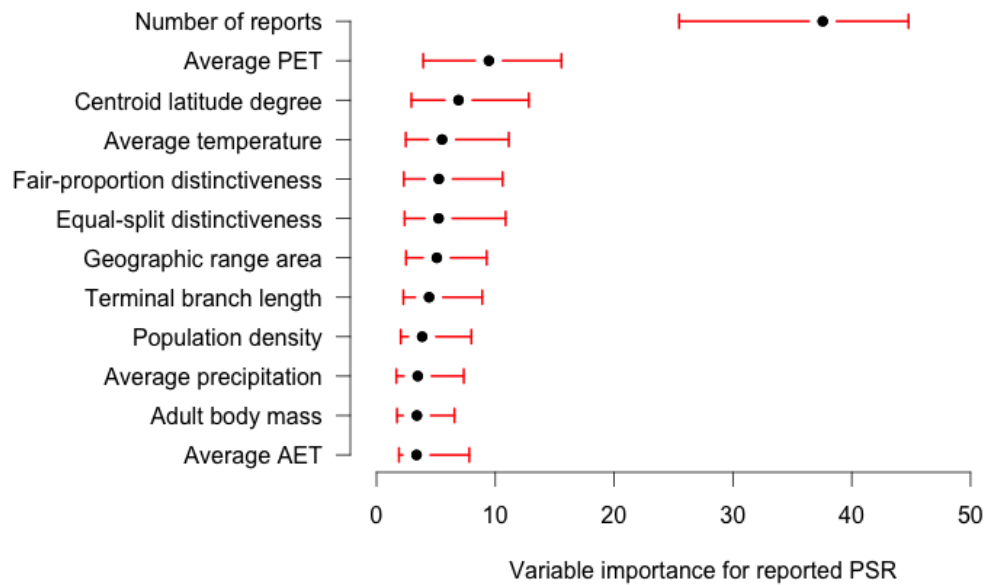 Number of reports
Average PET
Centroid latitude degree
Average temperature
Fair-proportion distinctiveness
Equal-split distinctiveness
Geographic range area
Terminal branch length
Population density
Average precipitation
Adult body mass
Average AET
0 10 20 30 40 50
Variable importance for reported PSR